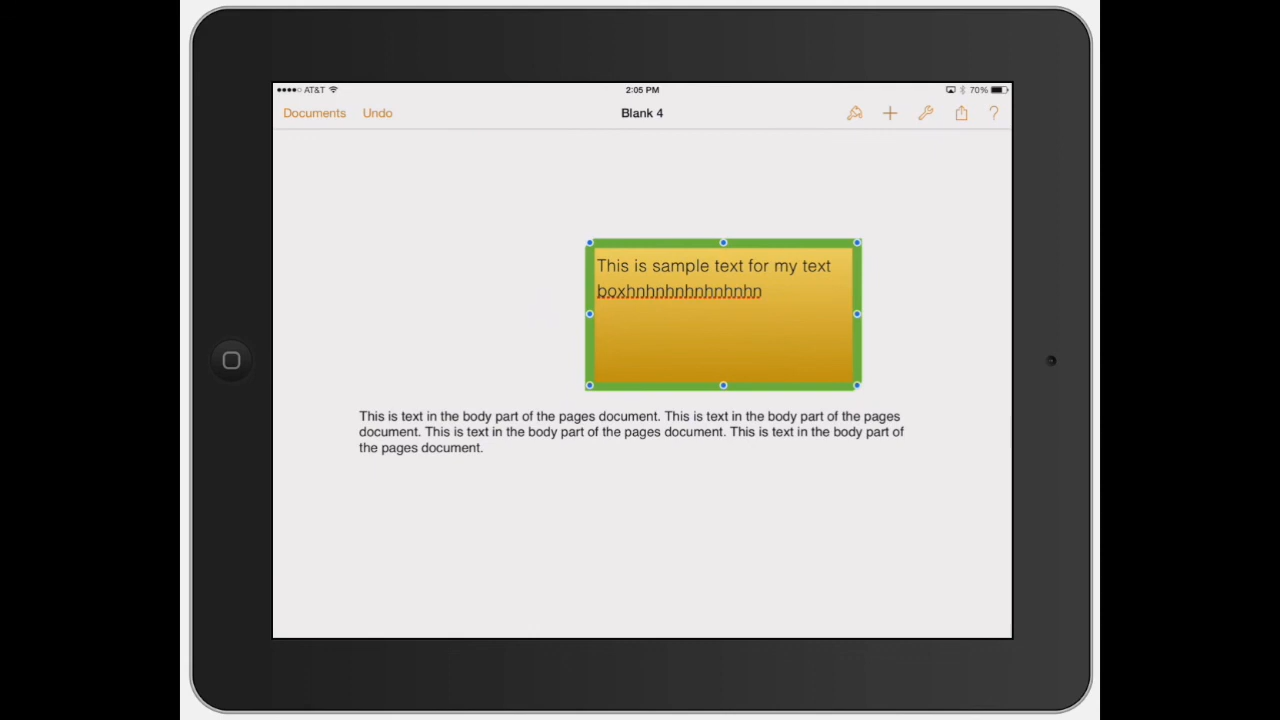 AT&T 2:05 PM 70%
Documents Undo Blank 4 ?
This is sample text for my text
boxhnhnhnhnhnhnhn
This is text in the body part of the pages document. This is text in the body part of the pages
document. This is text in the body part of the pages document. This is text in the body part of
the pages document.